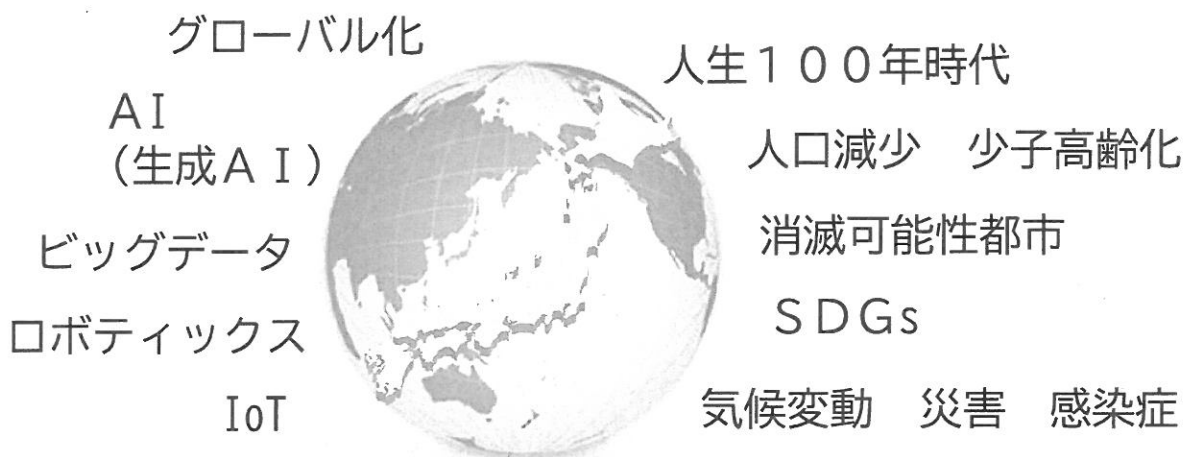 グローバル化
AI
（生成ＡＩ）
ビッグデータ
ロボティックス
IoT
人生１００年時代
人口減少　少子高齢化
消滅可能性都市
ＳＤＧs
気候変動　災害　感染症